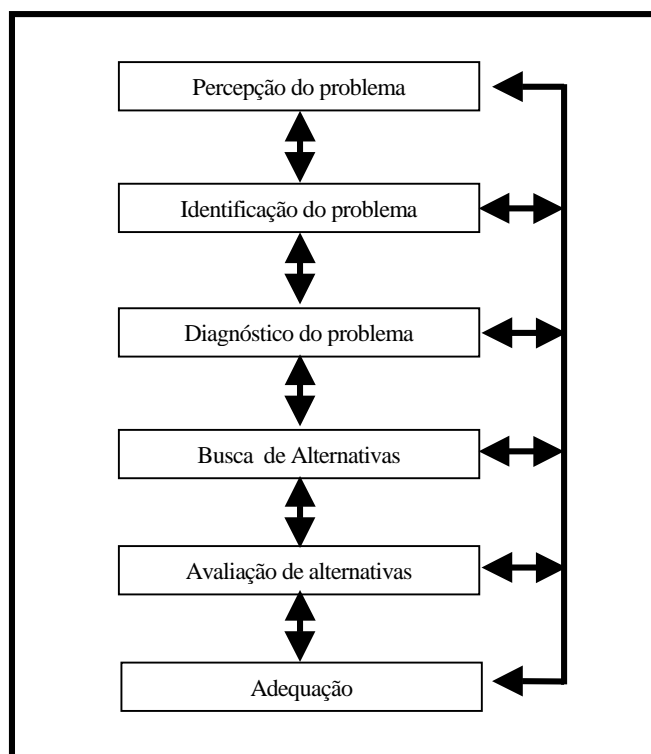 Percepção do problema
Identificação do problema
Diagnóstico do problema
Busca de Alternativas
Avaliação de alternativas
Adequação